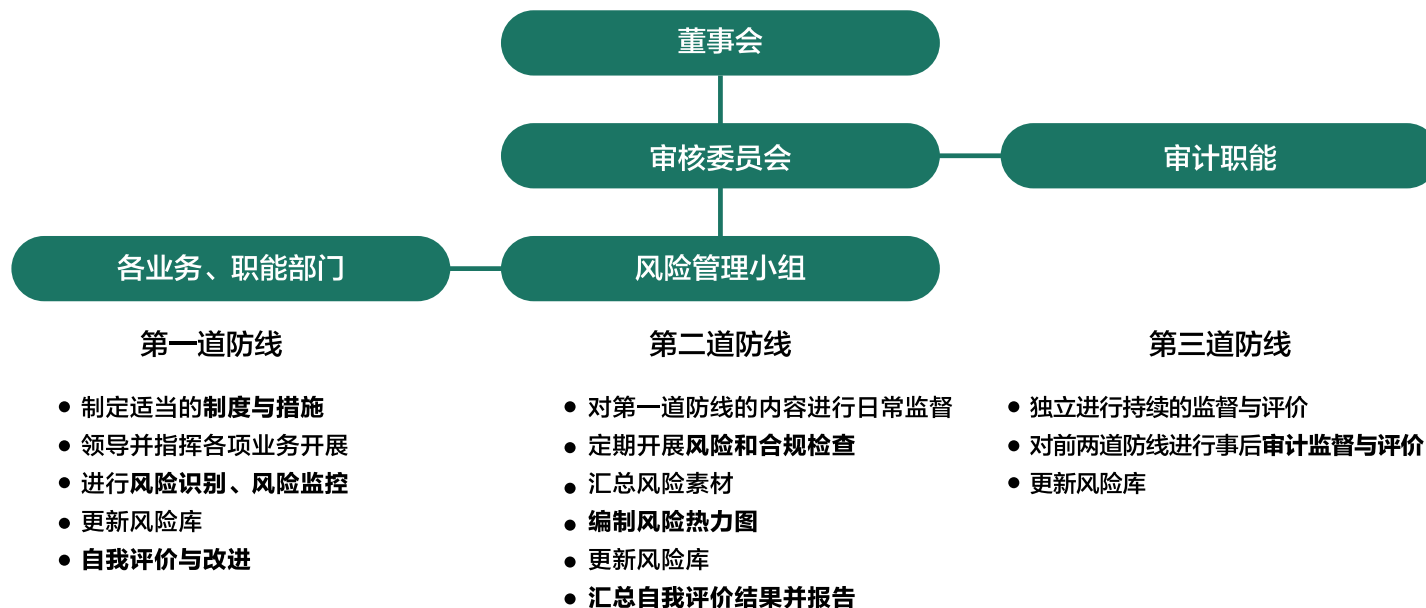 董事会
审核委员会
审计职能
各业务、职能部门
风险管理小组
第一道防线
制定适当的制度与措施
领导并指挥各项业务开展
进行风险识别、风险监控
更新风险库
自我评价与改进
第二道防线
对第一道防线的内容进行日常监督
定期开展风险和合规检查
汇总风险素材
编制风险热力图
更新风险库
汇总自我评价结果并报告
第三道防线
独立进行持续的监督与评价
对前两道防线进行事后审计监督与评价
更新风险库